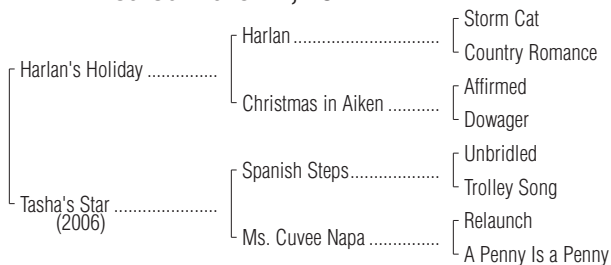 Storm Cat
Harlan
Country Romance
Harlan's Holiday
Affirmed
Christmas in Aiken
Dowager
Unbridled
Spanish Steps
Trolley Song
Tasha's Star
(2006)
Relaunch
Ms. Cuvee Napa
A Penny Is a Penny